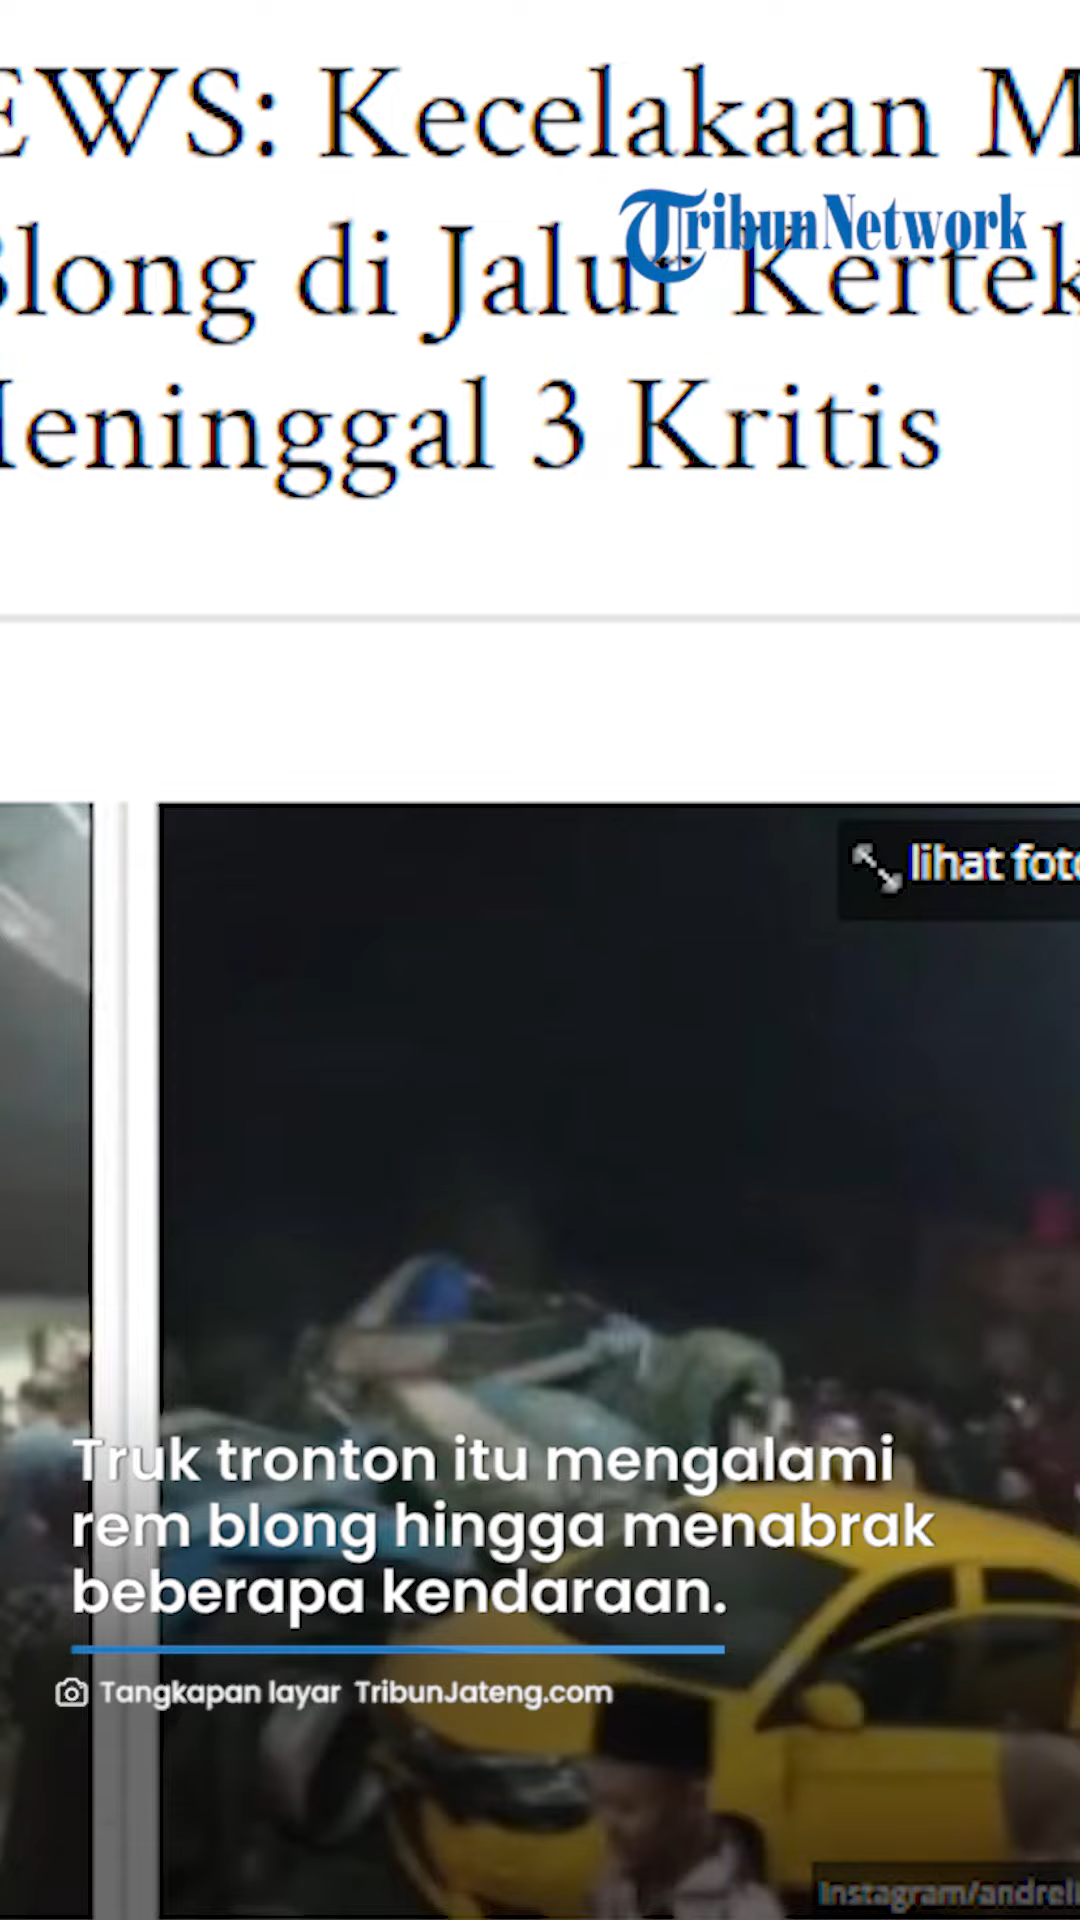 EWS: Kecelakaan M
TribunNetwork
Blong di Jalur Kertek
Meninggal 3 Kritis
lihat foto
Truk tronton itu mengalami
rem blong hingga menabrak
beberapa kendaraan.
Tangkapan layar TribunJateng.com
Instagram/andreli